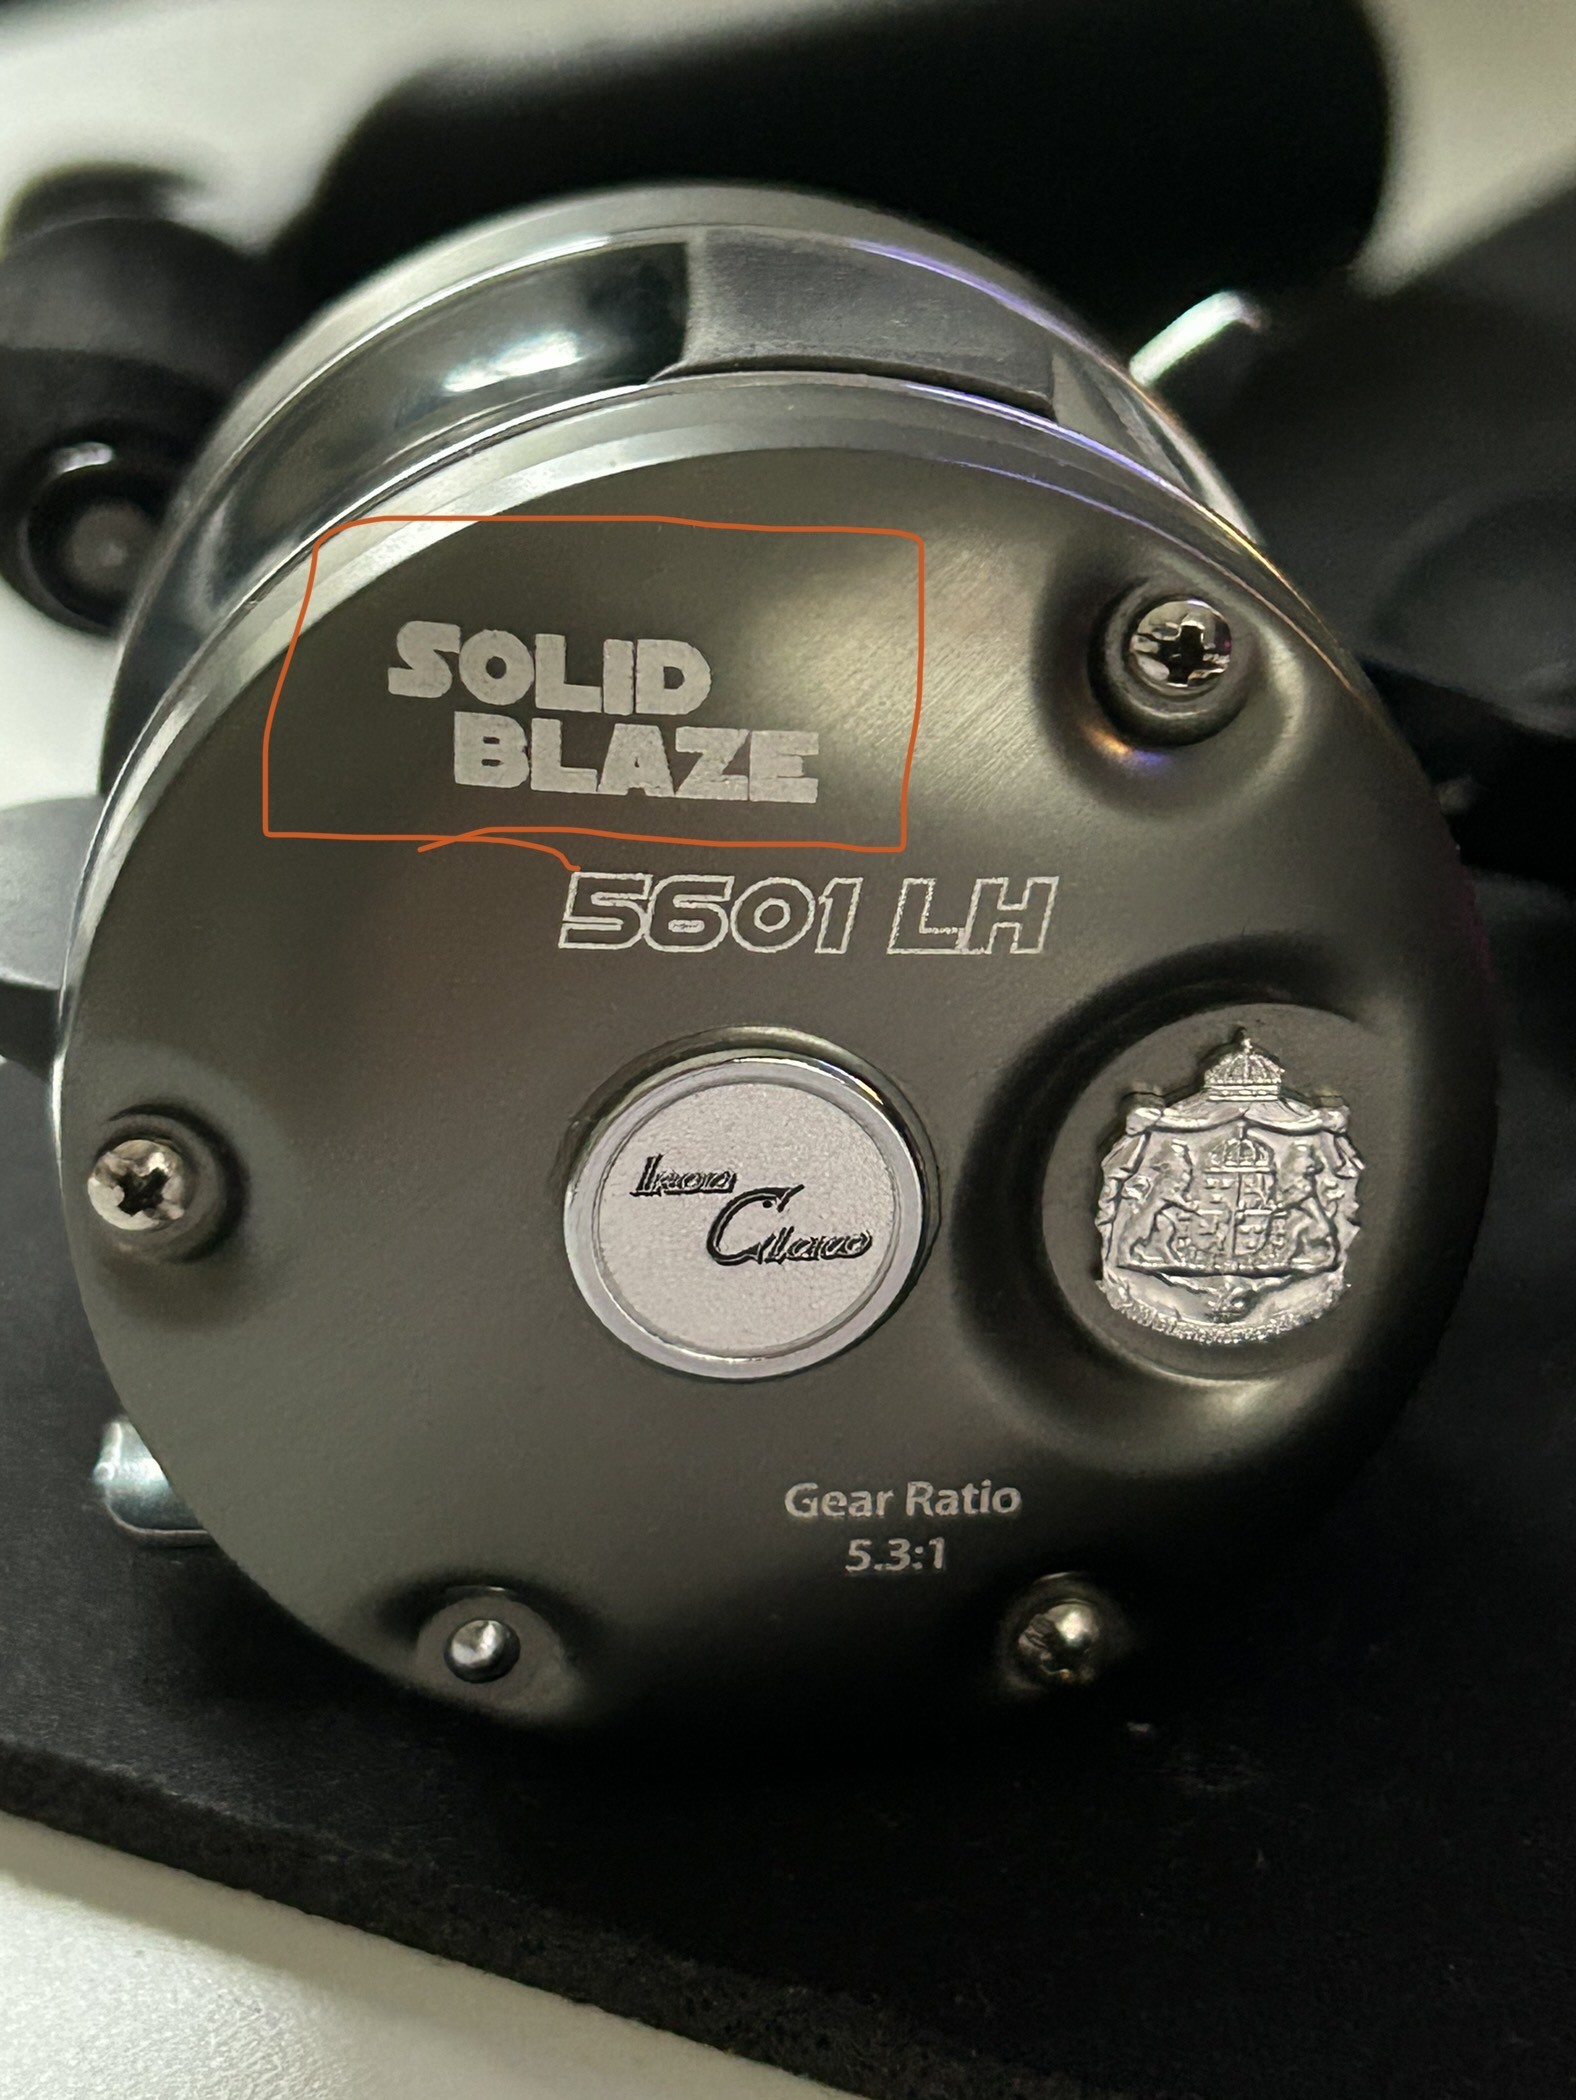 SOLID
BLAZE
5601 LH
Iron
Claw
Gear Ratio
5.3:1